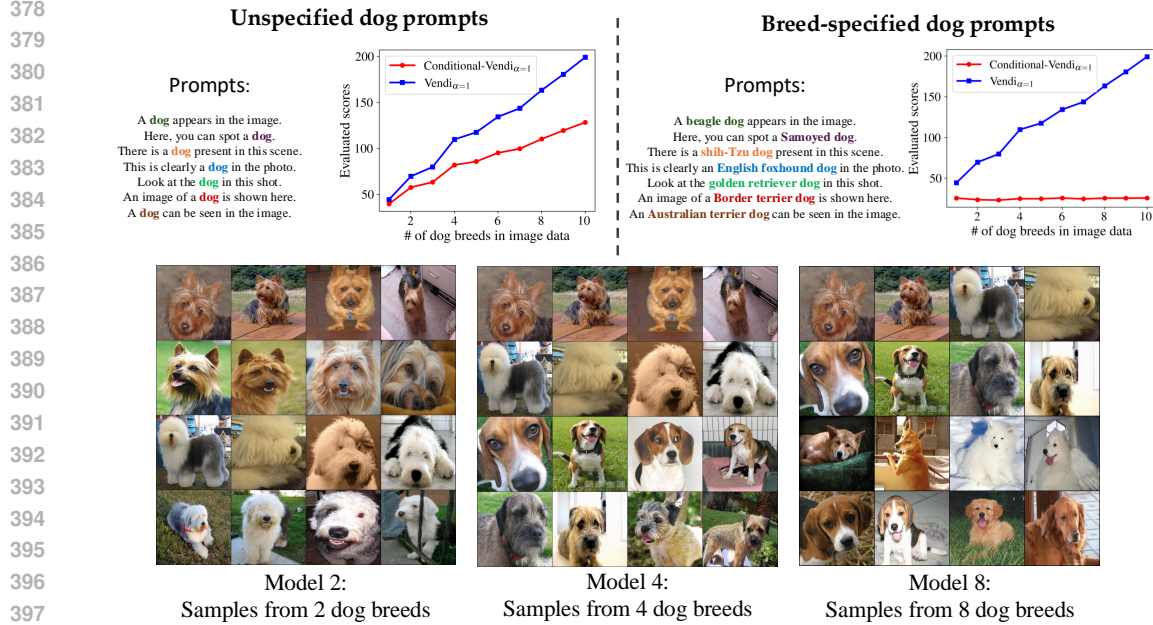 378
379
380
381
382
383
384
385
386
387
388
389
390
391
392
393
394
395
396
397
Unspecified dog prompts
Prompts:
A dog appears in the image.
Here, you can spot a dog.
There is a dog present in this scene.
This is clearly a dog in the photo.
Look at the dog in this shot.
An image of a dog is shown here.
A dog can be seen in the image.
Evaluated scores
200
150
100
50
Conditional-Vendiα=1
Vendiα=1
2 4 6 8 10
# of dog breeds in image data
Breed-specified dog prompts
Prompts:
A beagle dog appears in the image.
Here, you can spot a Samoyed dog.
There is a shih-Tzu dog present in this scene.
This is clearly an English foxhound dog in the photo.
Look at the golden retriever dog in this shot.
An image of a Border terrier dog is shown here.
An Australian terrier dog can be seen in the image.
Evaluated scores
200
150
100
50
Conditional-Vendiα=1
Vendiα=1
2 4 6 8 10
# of dog breeds in image data
Model 2:
Samples from 2 dog breeds
Model 4:
Samples from 4 dog breeds
Model 8:
Samples from 8 dog breeds